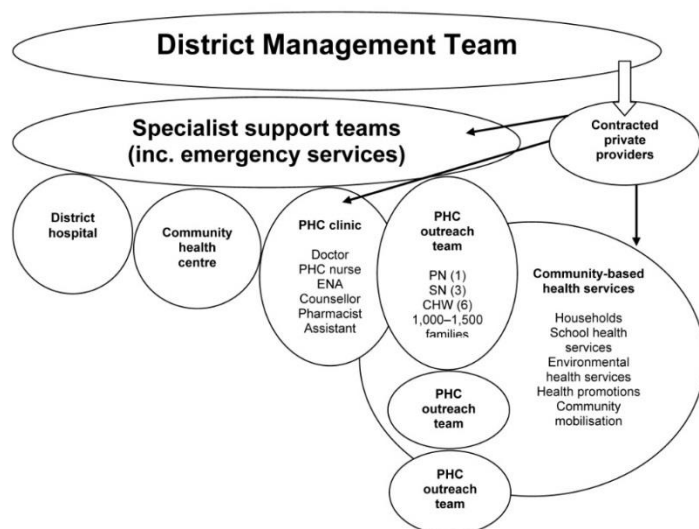 District Management Team
Specialist support teams
(inc. emergency services)
Contracted
private
providers
District
hospital
Community
health
centre
PHC clinic
Doctor
PHC nurse
ENA
Counsellor
Pharmacist
Assistant
PHC
outreach
team
PN (1)
SN (3)
CHW (6)
1,000–1,500
families
Community-based
health services
Households
School health
services
Environmental
health services
Health promotions
Community
mobilisation
PHC
outreach
team
PHC
outreach
team